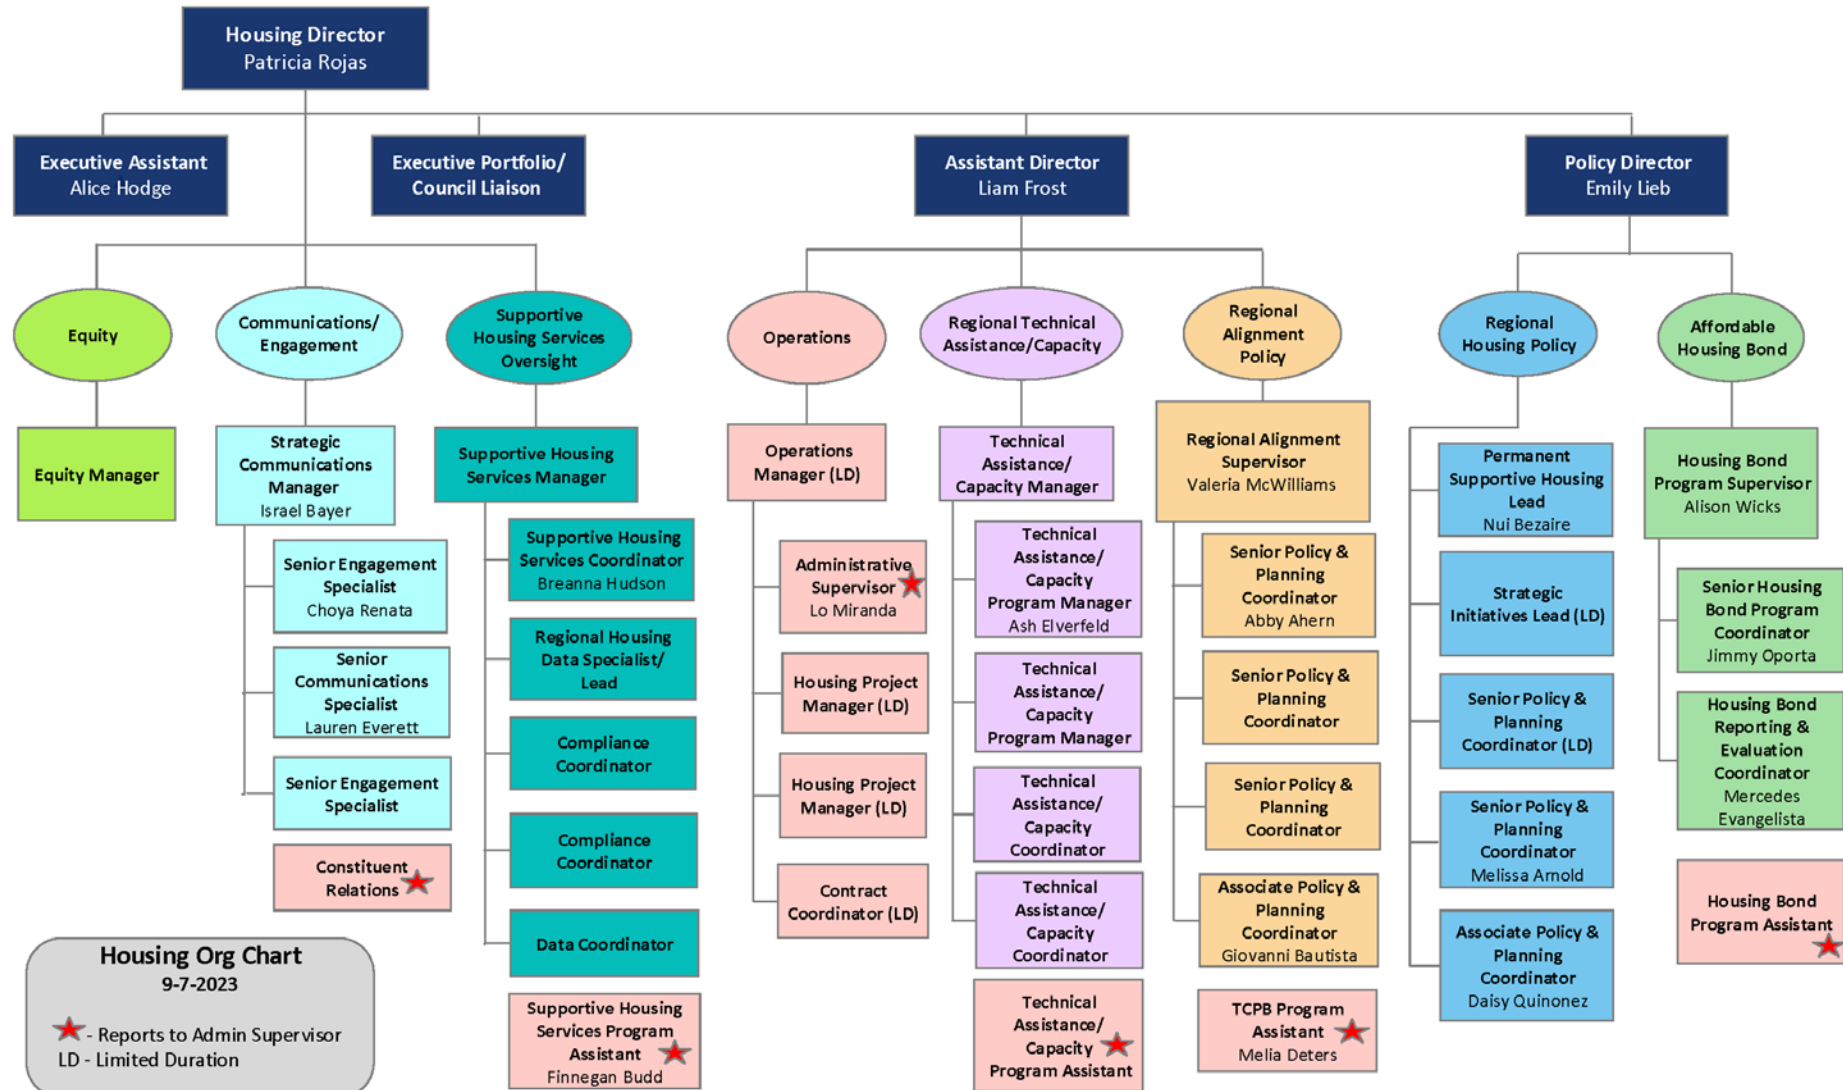 Housing Director
Patricia Rojas
Executive Assistant
Alice Hodge
Executive Portfolio/
Council Liaison
Assistant Director
Liam Frost
Policy Director
Emily Lieb
Equity
Communications/
Engagement
Supportive
Housing Services
Oversight
Operations
Regional Technical
Assistance/Capacity
Regional
Alignment
Policy
Regional
Housing Policy
Affordable
Housing Bond
Equity Manager
Strategic
Communications
Manager
Israel Bayer
Senior Engagement
Specialist
Choya Renata
Senior
Communications
Specialist
Lauren Everett
Senior Engagement
Specialist
Constituent
Relations
Supportive Housing
Services Manager
Supportive Housing
Services Coordinator
Breanna Hudson
Regional Housing
Data Specialist/
Lead
Compliance
Coordinator
Compliance
Coordinator
Data Coordinator
Supportive Housing
Services Program
Assistant
Finnegan Budd
Operations
Manager (LD)
Administrative
Supervisor
Lo Miranda
Housing Project
Manager (LD)
Housing Project
Manager (LD)
Contract
Coordinator (LD)
Technical
Assistance/
Capacity Manager
Technical
Assistance/
Capacity
Program Manager
Ash Elverfeld
Technical
Assistance/
Capacity
Program Manager
Technical
Assistance/
Capacity
Coordinator
Technical
Assistance/
Capacity
Coordinator
Technical
Assistance/
Capacity
Program Assistant
Regional Alignment
Supervisor
Valeria McWilliams
Senior Policy &
Planning
Coordinator
Abby Ahern
Senior Policy &
Planning
Coordinator
Senior Policy &
Planning
Coordinator
Associate Policy &
Planning
Coordinator
Giovanni Bautista
TCPB Program
Assistant
Melia Deters
Permanent
Supportive Housing
Lead
Nui Bezaire
Strategic
Initiatives Lead (LD)
Senior Policy &
Planning
Coordinator (LD)
Senior Policy &
Planning
Coordinator
Melissa Arnold
Associate Policy &
Planning
Coordinator
Daisy Quinonez
Housing Bond
Program Supervisor
Alison Wicks
Senior Housing
Bond Program
Coordinator
Jimmy Oporta
Housing Bond
Reporting &
Evaluation
Coordinator
Mercedes
Evangelista
Housing Bond
Program Assistant
Housing Org Chart
9-7-2023
- Reports to Admin Supervisor
LD - Limited Duration